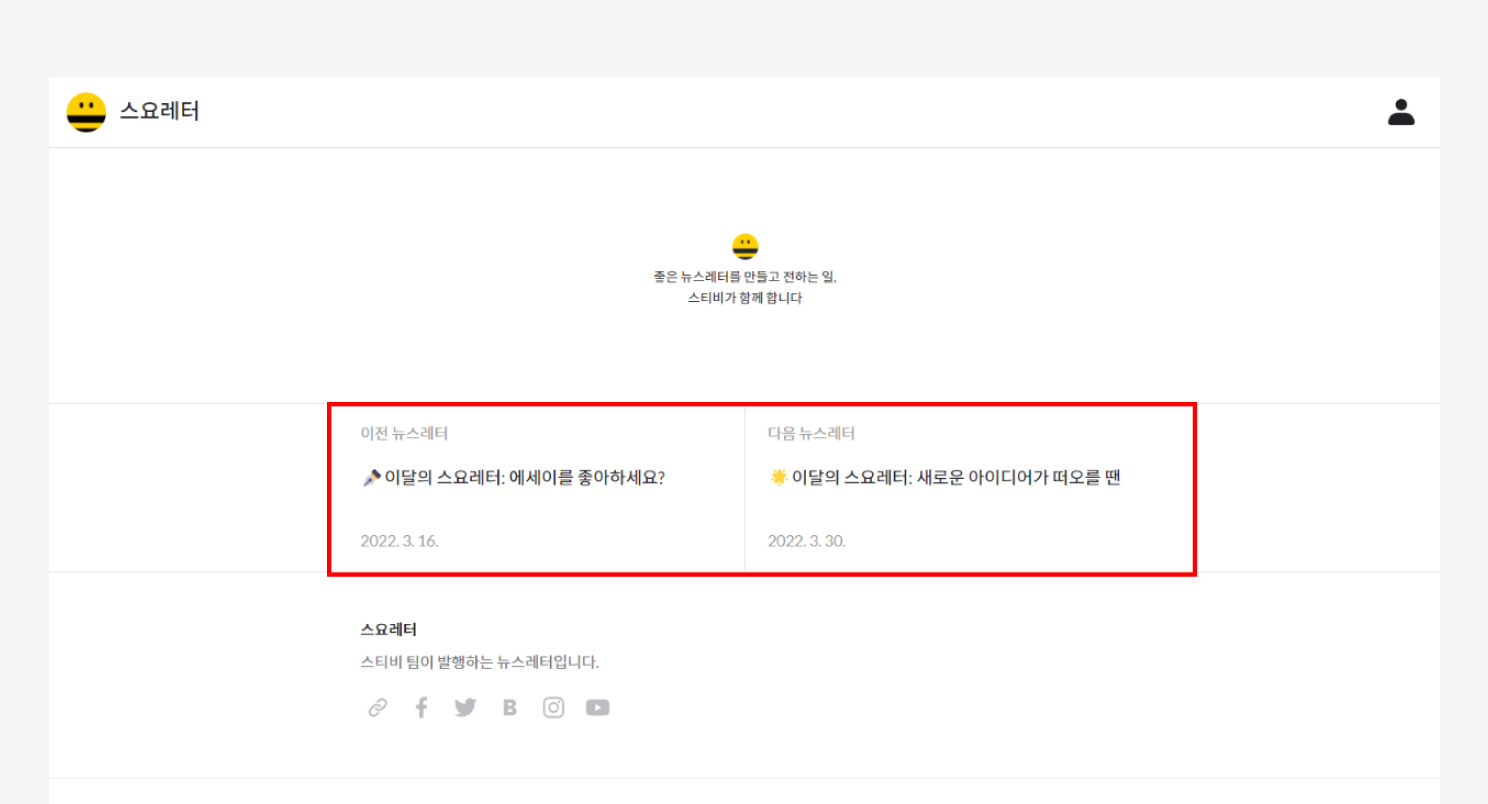 스요레터
좋은 뉴스레터를 만들고 전하는 일,
스티비가 함께 합니다
이전 뉴스레터
이달의 스요레터: 에세이를 좋아하세요?
2022. 3. 16.
다음 뉴스레터
이달의 스요레터: 새로운 아이디어가 떠오를 땐
2022. 3. 30.
스요레터
스티비 팀이 발행하는 뉴스레터입니다.
B